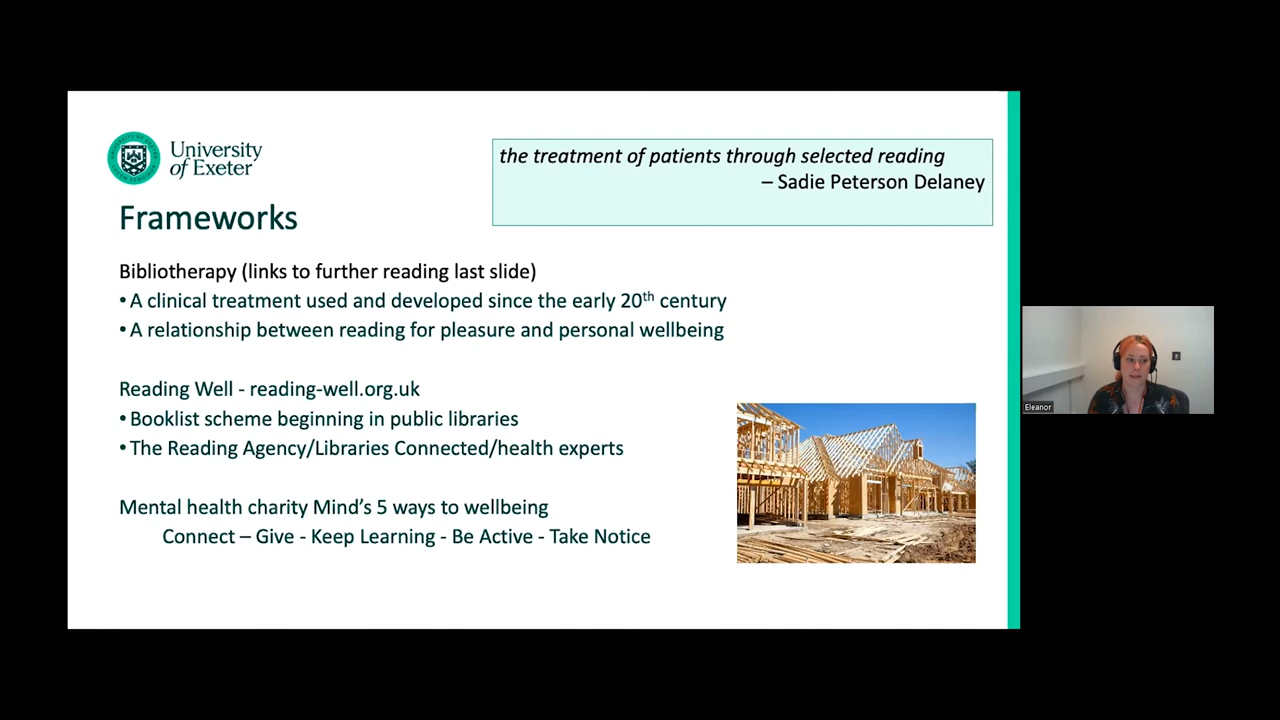 University
of Exeter
the treatment of patients through selected reading
– Sadie Peterson Delaney
Frameworks
Bibliotherapy (links to further reading last slide)
• A clinical treatment used and developed since the early 20th century
• A relationship between reading for pleasure and personal wellbeing
Reading Well - reading-well.org.uk
• Booklist scheme beginning in public libraries
• The Reading Agency/Libraries Connected/health experts
Mental health charity Mind’s 5 ways to wellbeing
Connect – Give - Keep Learning - Be Active - Take Notice
Eleanor